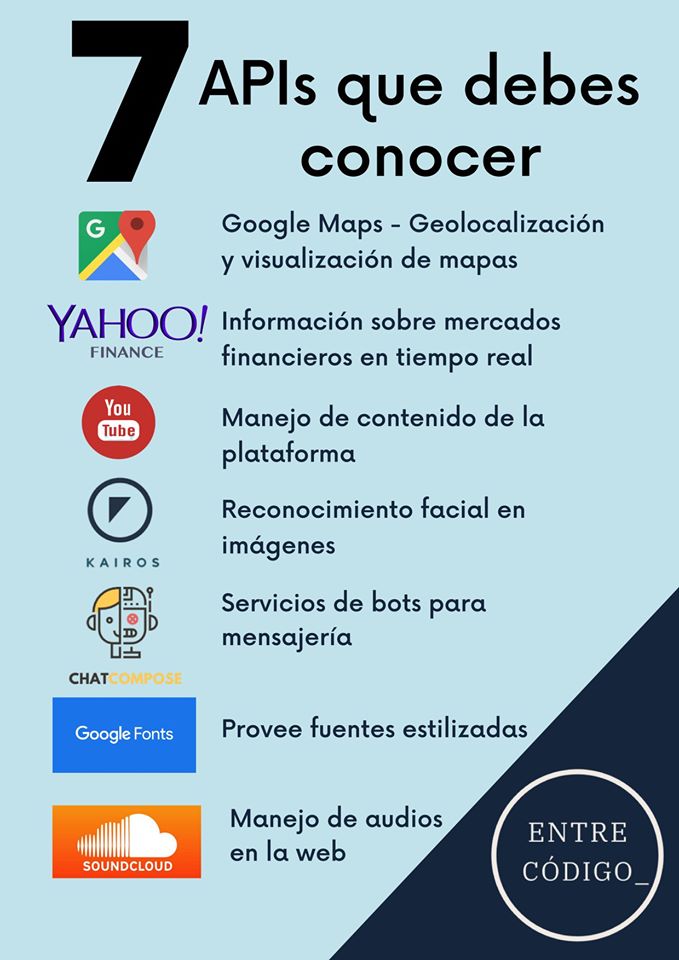 7
APIs que debes
conocer
G
Google Maps - Geolocalización
y visualización de mapas
YAHOO!
FINANCE
Información sobre mercados
financieros en tiempo real
You
Tube
Manejo de contenido de la
plataforma
KAIROS
Reconocimiento facial en
imágenes
CHATCOMPOSE
Servicios de bots para
mensajería
Google Fonts
Provee fuentes estilizadas
SOUNDCLOUD
Manejo de audios
en la web
ENTRE
CÓDIGO_